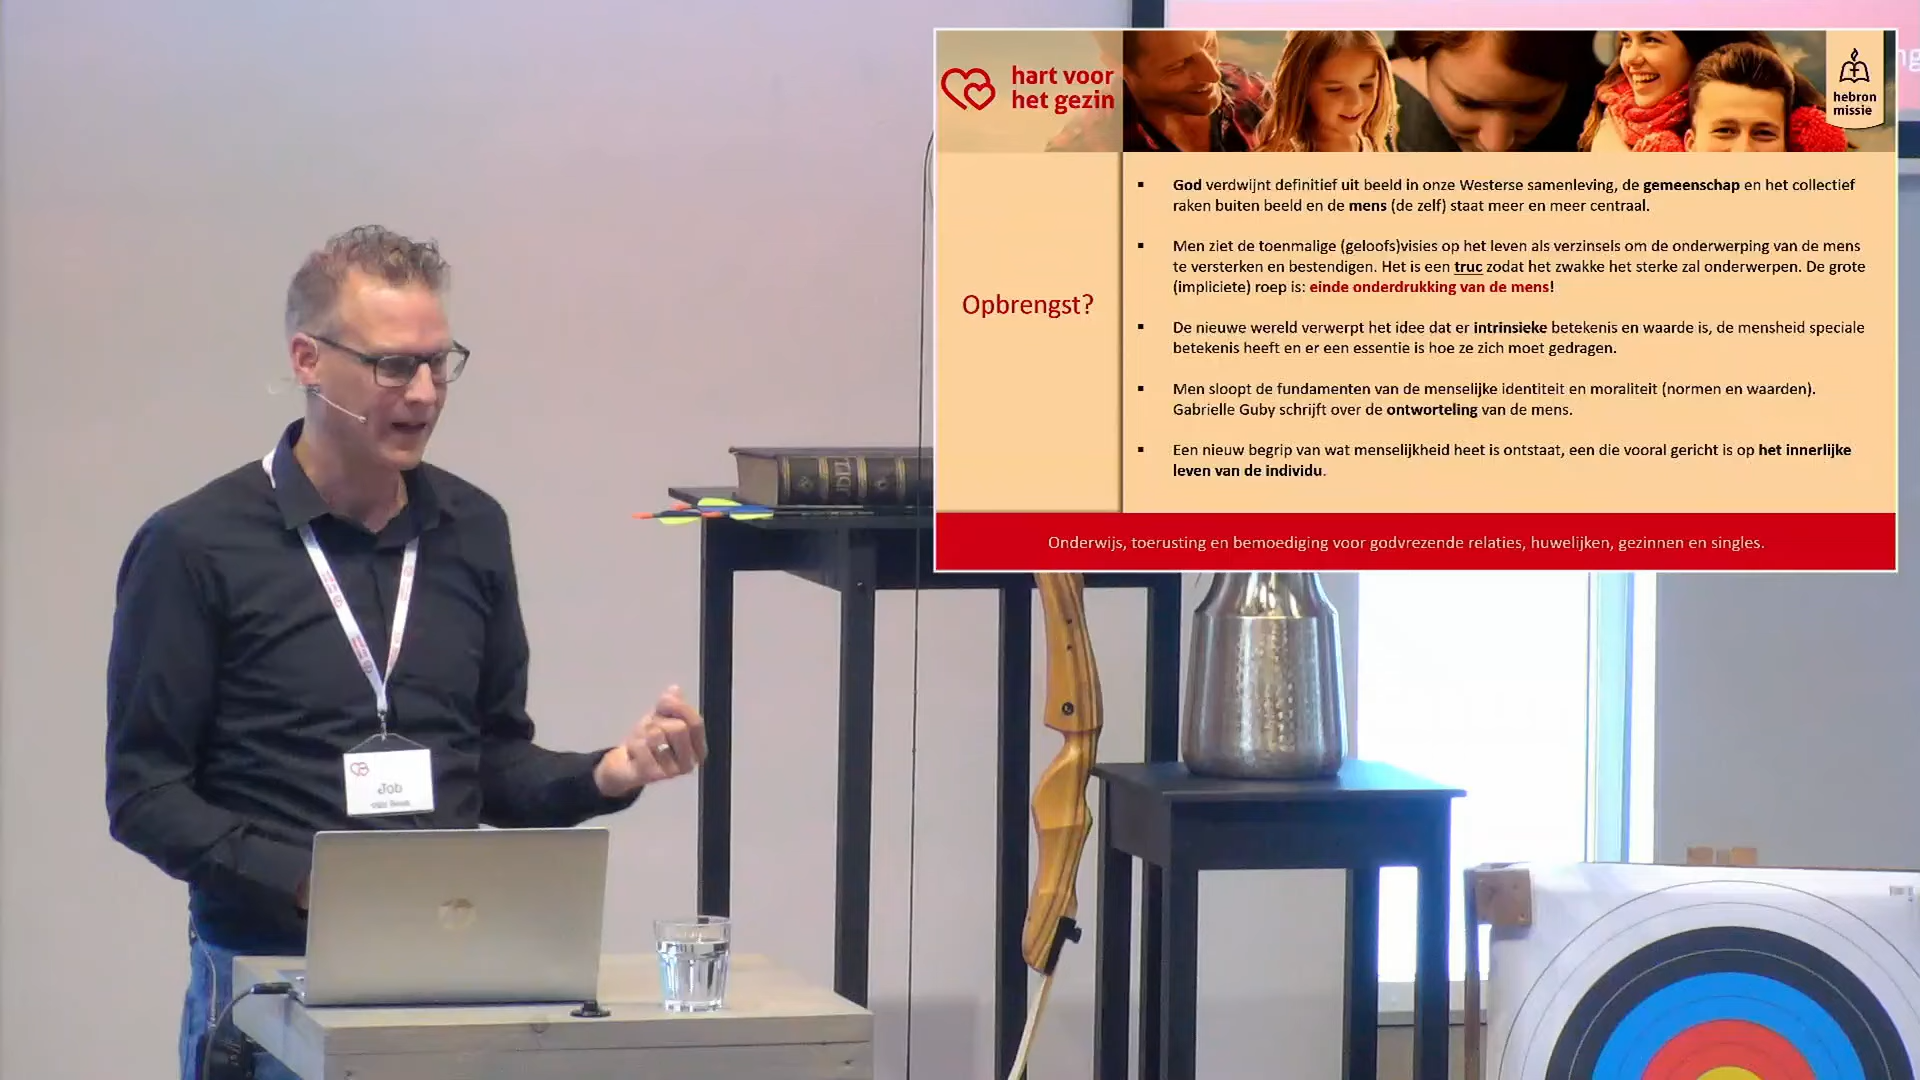 hart voor
het gezin
hebron
missie
Opbrengst?
▪ God verdwijnt definitief uit beeld in onze Westerse samenleving, de gemeenschap en het collectief
raken buiten beeld en de mens (de zelf) staat meer en meer centraal.
▪ Men ziet de toenmalige (geloofs)visies op het leven als verzinsels om de onderwerping van de mens
te versterken en bestendigen. Het is een truc zodat het zwakke het sterke zal onderwerpen. De grote
(impliciete) roep is: einde onderdrukking van de mens!
▪ De nieuwe wereld verwerpt het idee dat er intrinsieke betekenis en waarde is, de mensheid speciale
betekenis heeft en er een essentie is hoe ze zich moet gedragen.
▪ Men sloopt de fundamenten van de menselijke identiteit en moraliteit (normen en waarden).
Gabrielle Guby schrijft over de ontworteling van de mens.
▪ Een nieuw begrip van wat menselijkheid heet is ontstaat, een die vooral gericht is op het innerlijke
leven van de individu.
Onderwijs, toerusting en bemoediging voor godvrezende relaties, huwelijken, gezinnen en singles.
Job